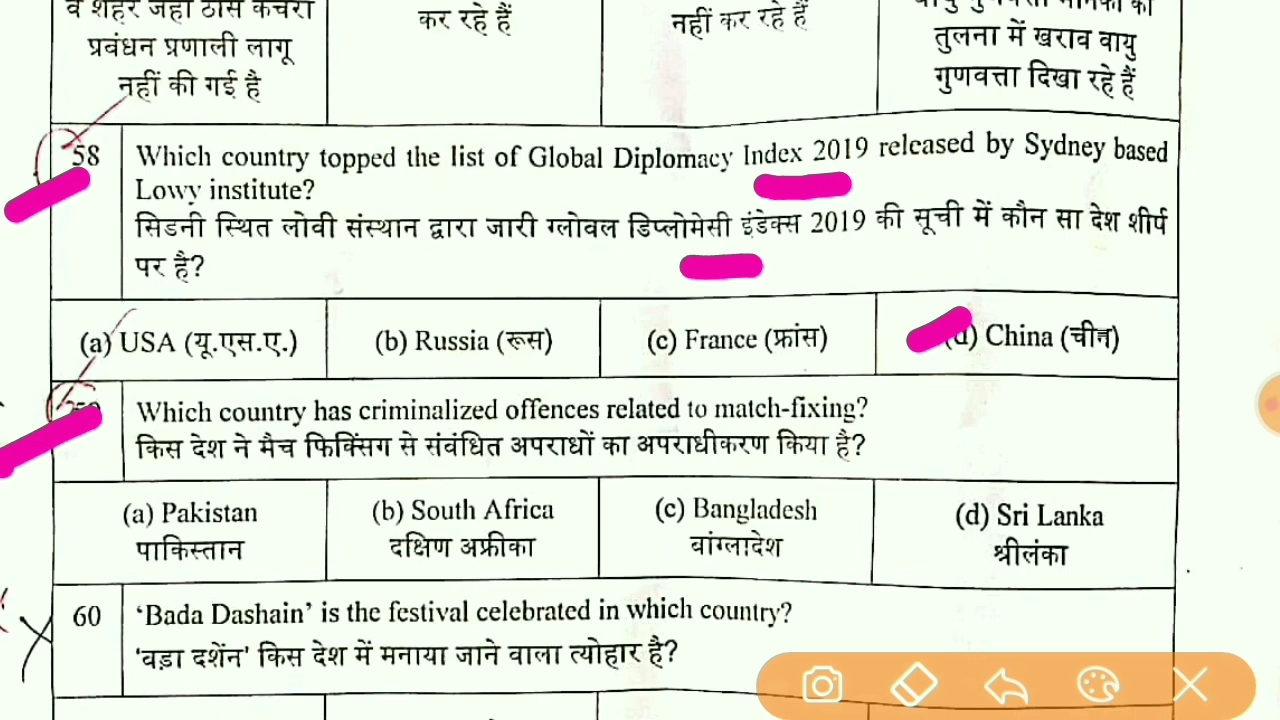 व शहर जहां ठोस कचरा
प्रबंधन प्रणाली लागू
नहीं की गई है
कर रहे हैं
नहीं कर रहे हैं
तुलना में खराब वायु
गुणवत्ता दिखा रहे हैं
58
Which country topped the list of Global Diplomacy Index 2019 released by Sydney based
Lowy institute?
सिडनी स्थित लोवी संस्थान द्वारा जारी ग्लोवल डिप्लोमेसी इंडेक्स 2019 की सूची में कौन सा देश शीर्ष
पर है?
(a) USA (यू.एस.ए.)
(b) Russia (रूस)
(c) France (फ्रांस)
(d) China (चीन)
Which country has criminalized offences related to match-fixing?
किस देश ने मैच फिक्सिंग से संवंधित अपराधों का अपराधीकरण किया है?
(a) Pakistan
पाकिस्तान
(b) South Africa
दक्षिण अफ्रीका
(c) Bangladesh
वांग्लादेश
(d) Sri Lanka
श्रीलंका
60
‘Bada Dashain’ is the festival celebrated in which country?
'वड़ा दशेंन' किस देश में मनाया जाने वाला त्योहार है?